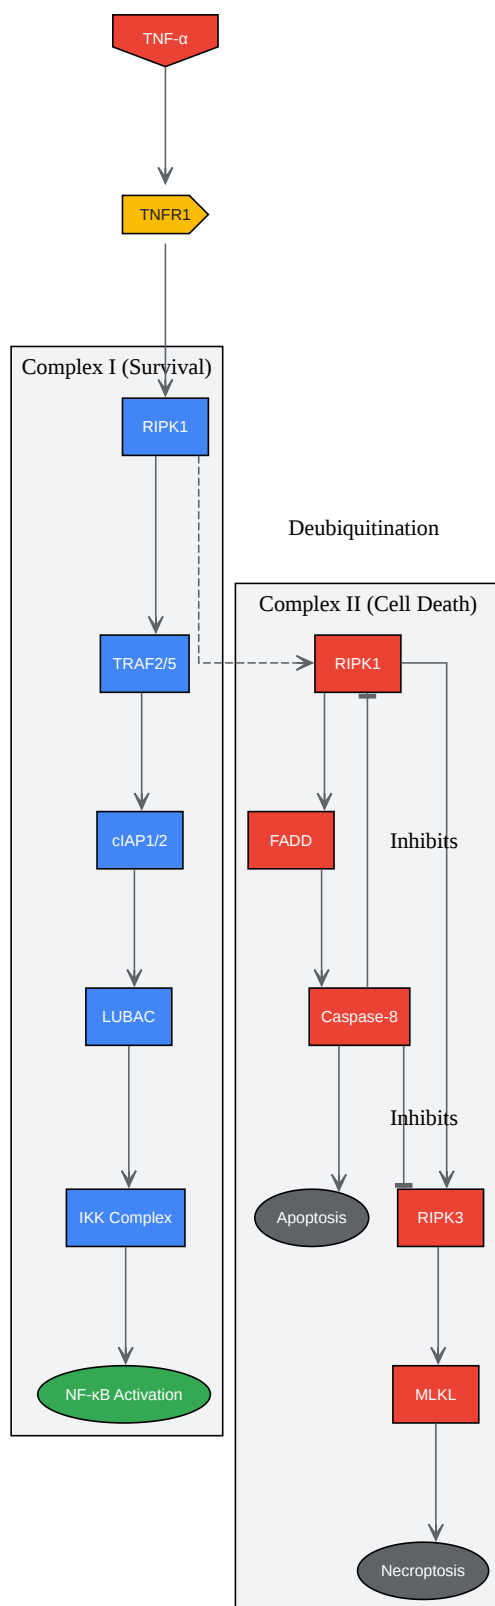 TNF-α
TNFR1
Complex I (Survival)
RIPK1
Deubiquitination
Complex II (Cell Death)
TRAF2/5
RIPK1
cIAP1/2
FADD
Inhibits
LUBAC
Caspase-8
Inhibits
IKK Complex
Apoptosis
RIPK3
NF-κB Activation
MLKL
Necroptosis